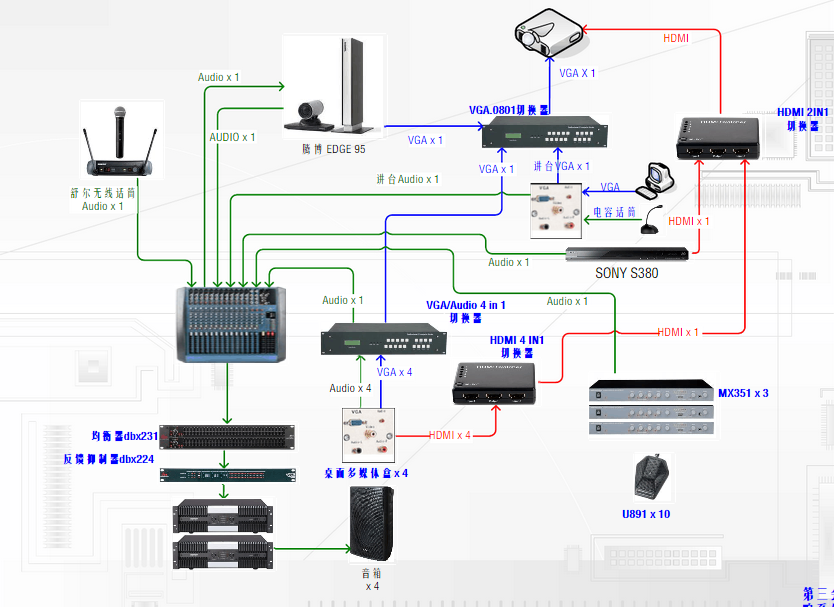 HDMI
Audio x 1
VGA X 1
VGA.0801切换器
HDMI 2IN1
切换器
AUDIO x 1
VGA x 1
腾博 EDGE 95
VGA x 1
讲台VGA x 1
讲台Audio x 1
VGA
舒尔无线话筒
Audio x 1
VGA
电容话筒
HDMI x 1
Audio x 1
SONY S380
Audio x 1
Audio x 1
VGA/Audio 4 in 1
切换器
HDMI x 1
HDMI 4 IN1
切换器
VGA x 4
Audio x 4
MX351 x 3
VGA
均衡器dbx231
HDMI x 4
反馈抑制器dbx224
桌面多媒体盒x 4
U891 x 10
音箱
x 4